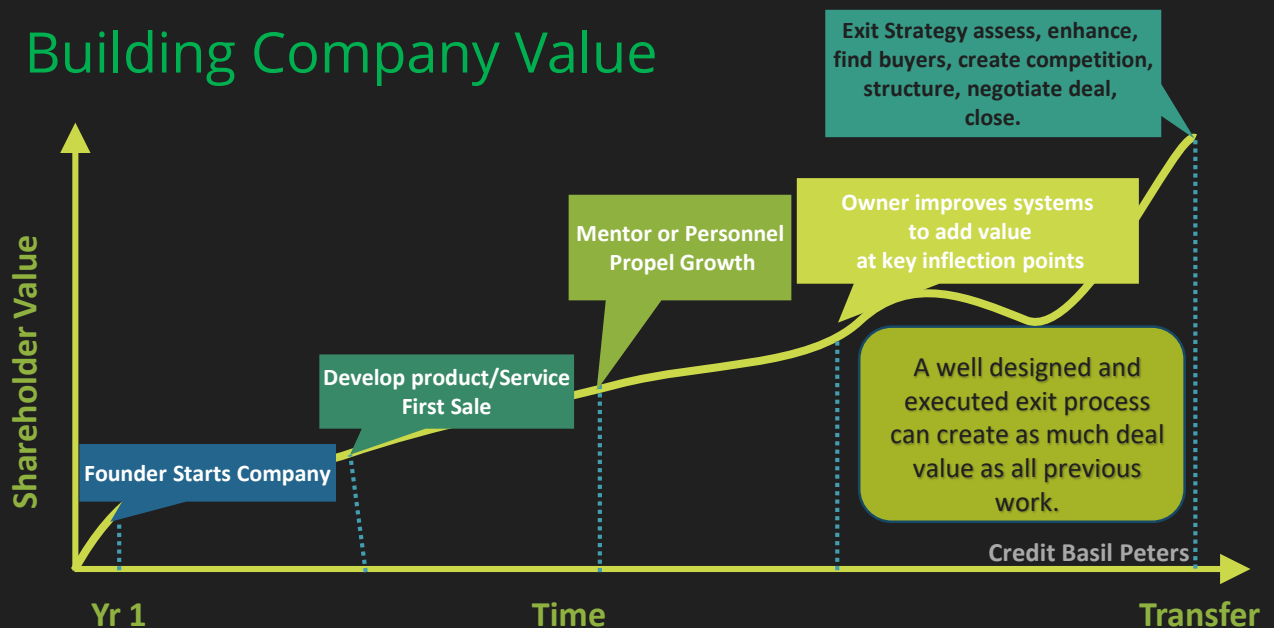 Building Company Value
Exit Strategy assess, enhance,
find buyers, create competition,
structure, negotiate deal,
close.
Shareholder Value
Founder Starts Company
Develop product/Service
First Sale
Mentor or Personnel
Propel Growth
Owner improves systems
to add value
at key inflection points
A well designed and
executed exit process
can create as much deal
value as all previous
work.
Credit Basil Peters
Yr 1
Time
Transfer